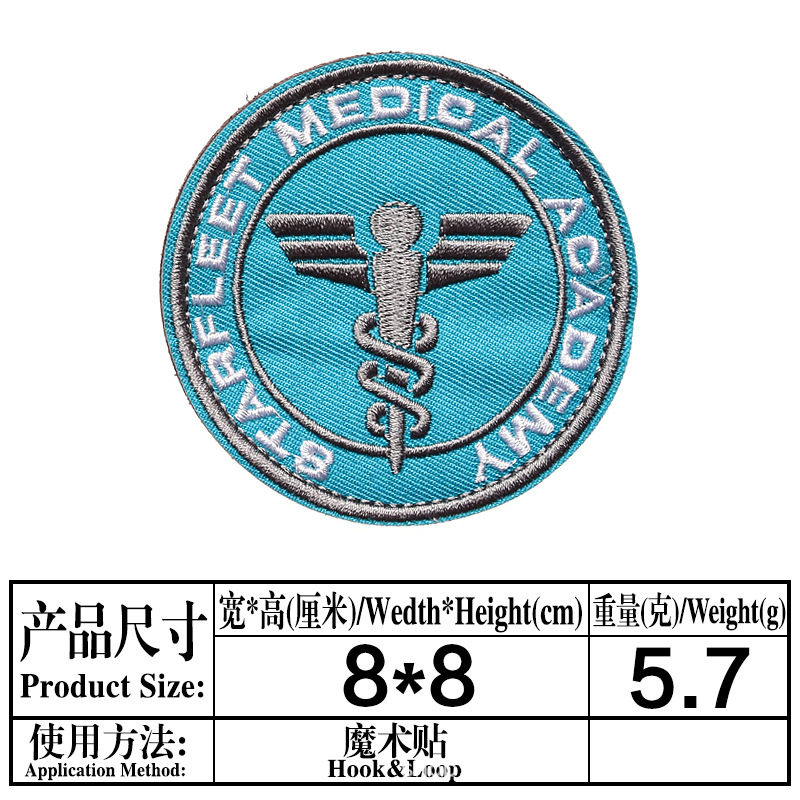 STARFLEET MEDICAL ACADEMY
产品尺寸
Product Size:
宽*高(厘米)/Wedth*Height(cm)
重量(克)/Weight(g)
8*8
5.7
使用方法:
Application Method:
魔术贴
Hook&Loop